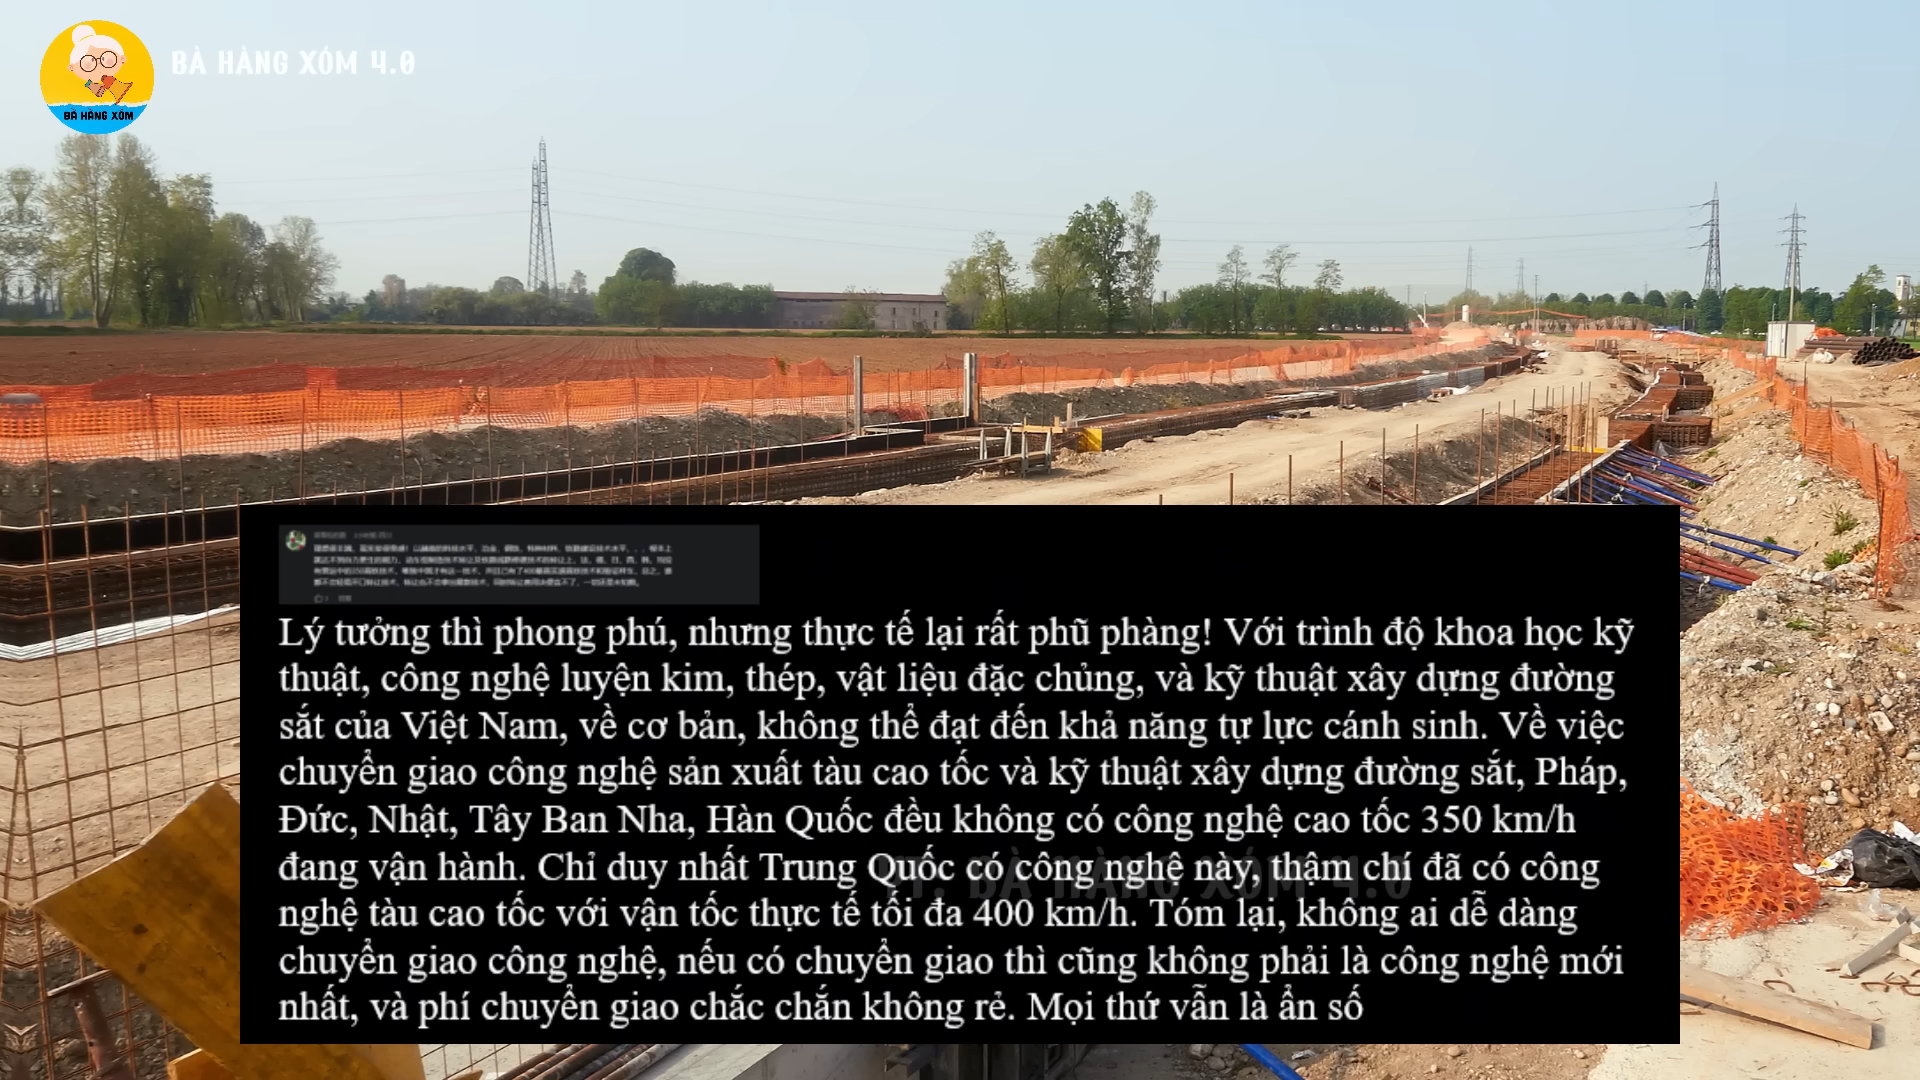 BÀ HÀNG XÓM 4.0
BÀ HÀNG XÓM
Lý tưởng thì phong phú, nhưng thực tế lại rất phũ phàng! Với trình độ khoa học kỹ
thuật, công nghệ luyện kim, thép, vật liệu đặc chủng, và kỹ thuật xây dựng đường
sắt của Việt Nam, về cơ bản, không thể đạt đến khả năng tự lực cánh sinh. Về việc
chuyển giao công nghệ sản xuất tàu cao tốc và kỹ thuật xây dựng đường sắt, Pháp,
Đức, Nhật, Tây Ban Nha, Hàn Quốc đều không có công nghệ cao tốc 350 km/h
đang vận hành. Chỉ duy nhất Trung Quốc có công nghệ này, thậm chí đã có công
nghệ tàu cao tốc với vận tốc thực tế tối đa 400 km/h. Tóm lại, không ai dễ dàng
chuyển giao công nghệ, nếu có chuyển giao thì cũng không phải là công nghệ mới
nhất, và phí chuyển giao chắc chắn không rẻ. Mọi thứ vẫn là ẩn số
YT: BÀ HÀNG XÓM 4.0